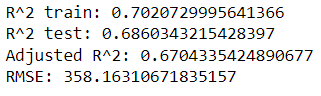 R^2 train: 0.7020729995641366
R^2 test: 0.6860343215428397
Adjusted R^2: 0.6704335424890677
RMSE: 358.16310671835157